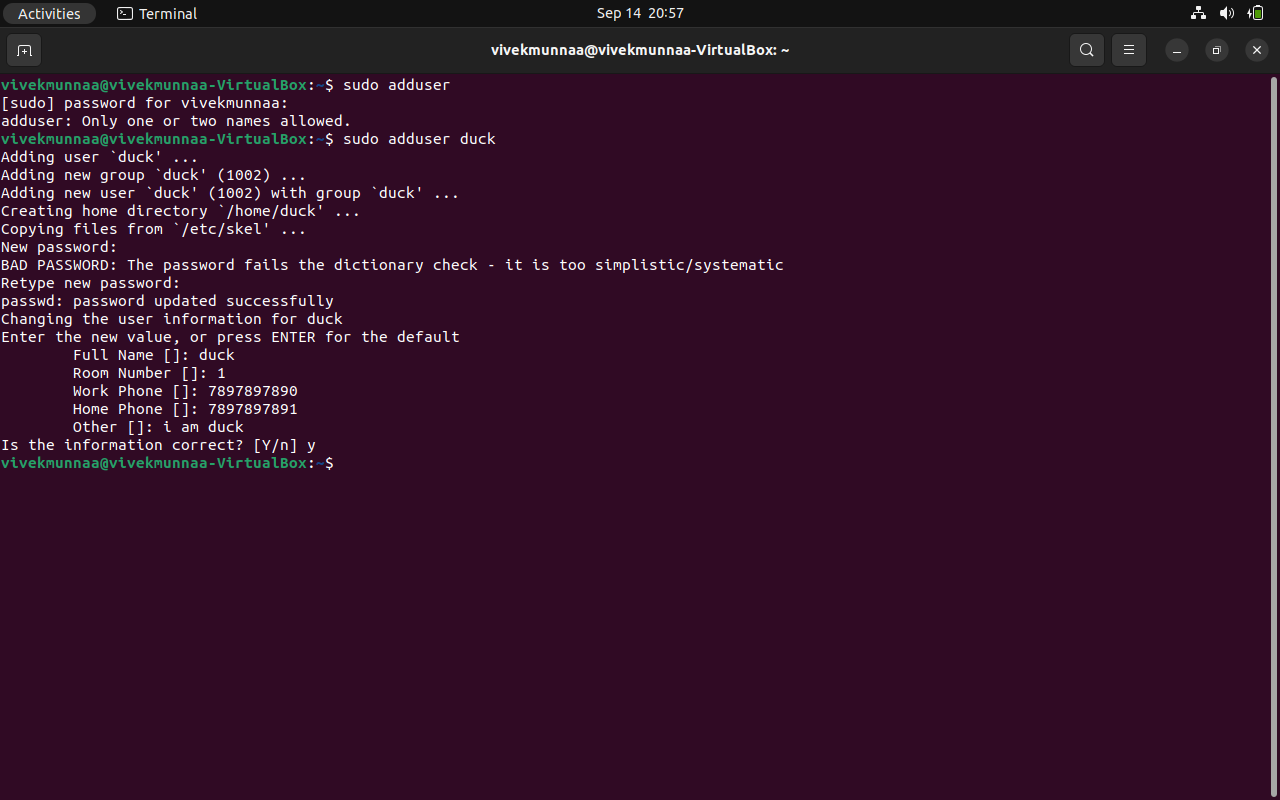 Activities Terminal Sep 14 20:57
vivekmunnaa@vivekmunnaa-VirtualBox: ~
vivekmunnaa@vivekmunnaa-VirtualBox:~$ sudo adduser
[sudo] password for vivekmunnaa:
adduser: Only one or two names allowed.
vivekmunnaa@vivekmunnaa-VirtualBox:~$ sudo adduser duck
Adding user `duck' ...
Adding new group `duck' (1002) ...
Adding new user `duck' (1002) with group `duck' ...
Creating home directory `/home/duck' ...
Copying files from `/etc/skel' ...
New password:
BAD PASSWORD: The password fails the dictionary check - it is too simplistic/systematic
Retype new password:
passwd: password updated successfully
Changing the user information for duck
Enter the new value, or press ENTER for the default
        Full Name []: duck
        Room Number []: 1
        Work Phone []: 7897897890
        Home Phone []: 7897897891
        Other []: i am duck
Is the information correct? [Y/n] y
vivekmunnaa@vivekmunnaa-VirtualBox:~$